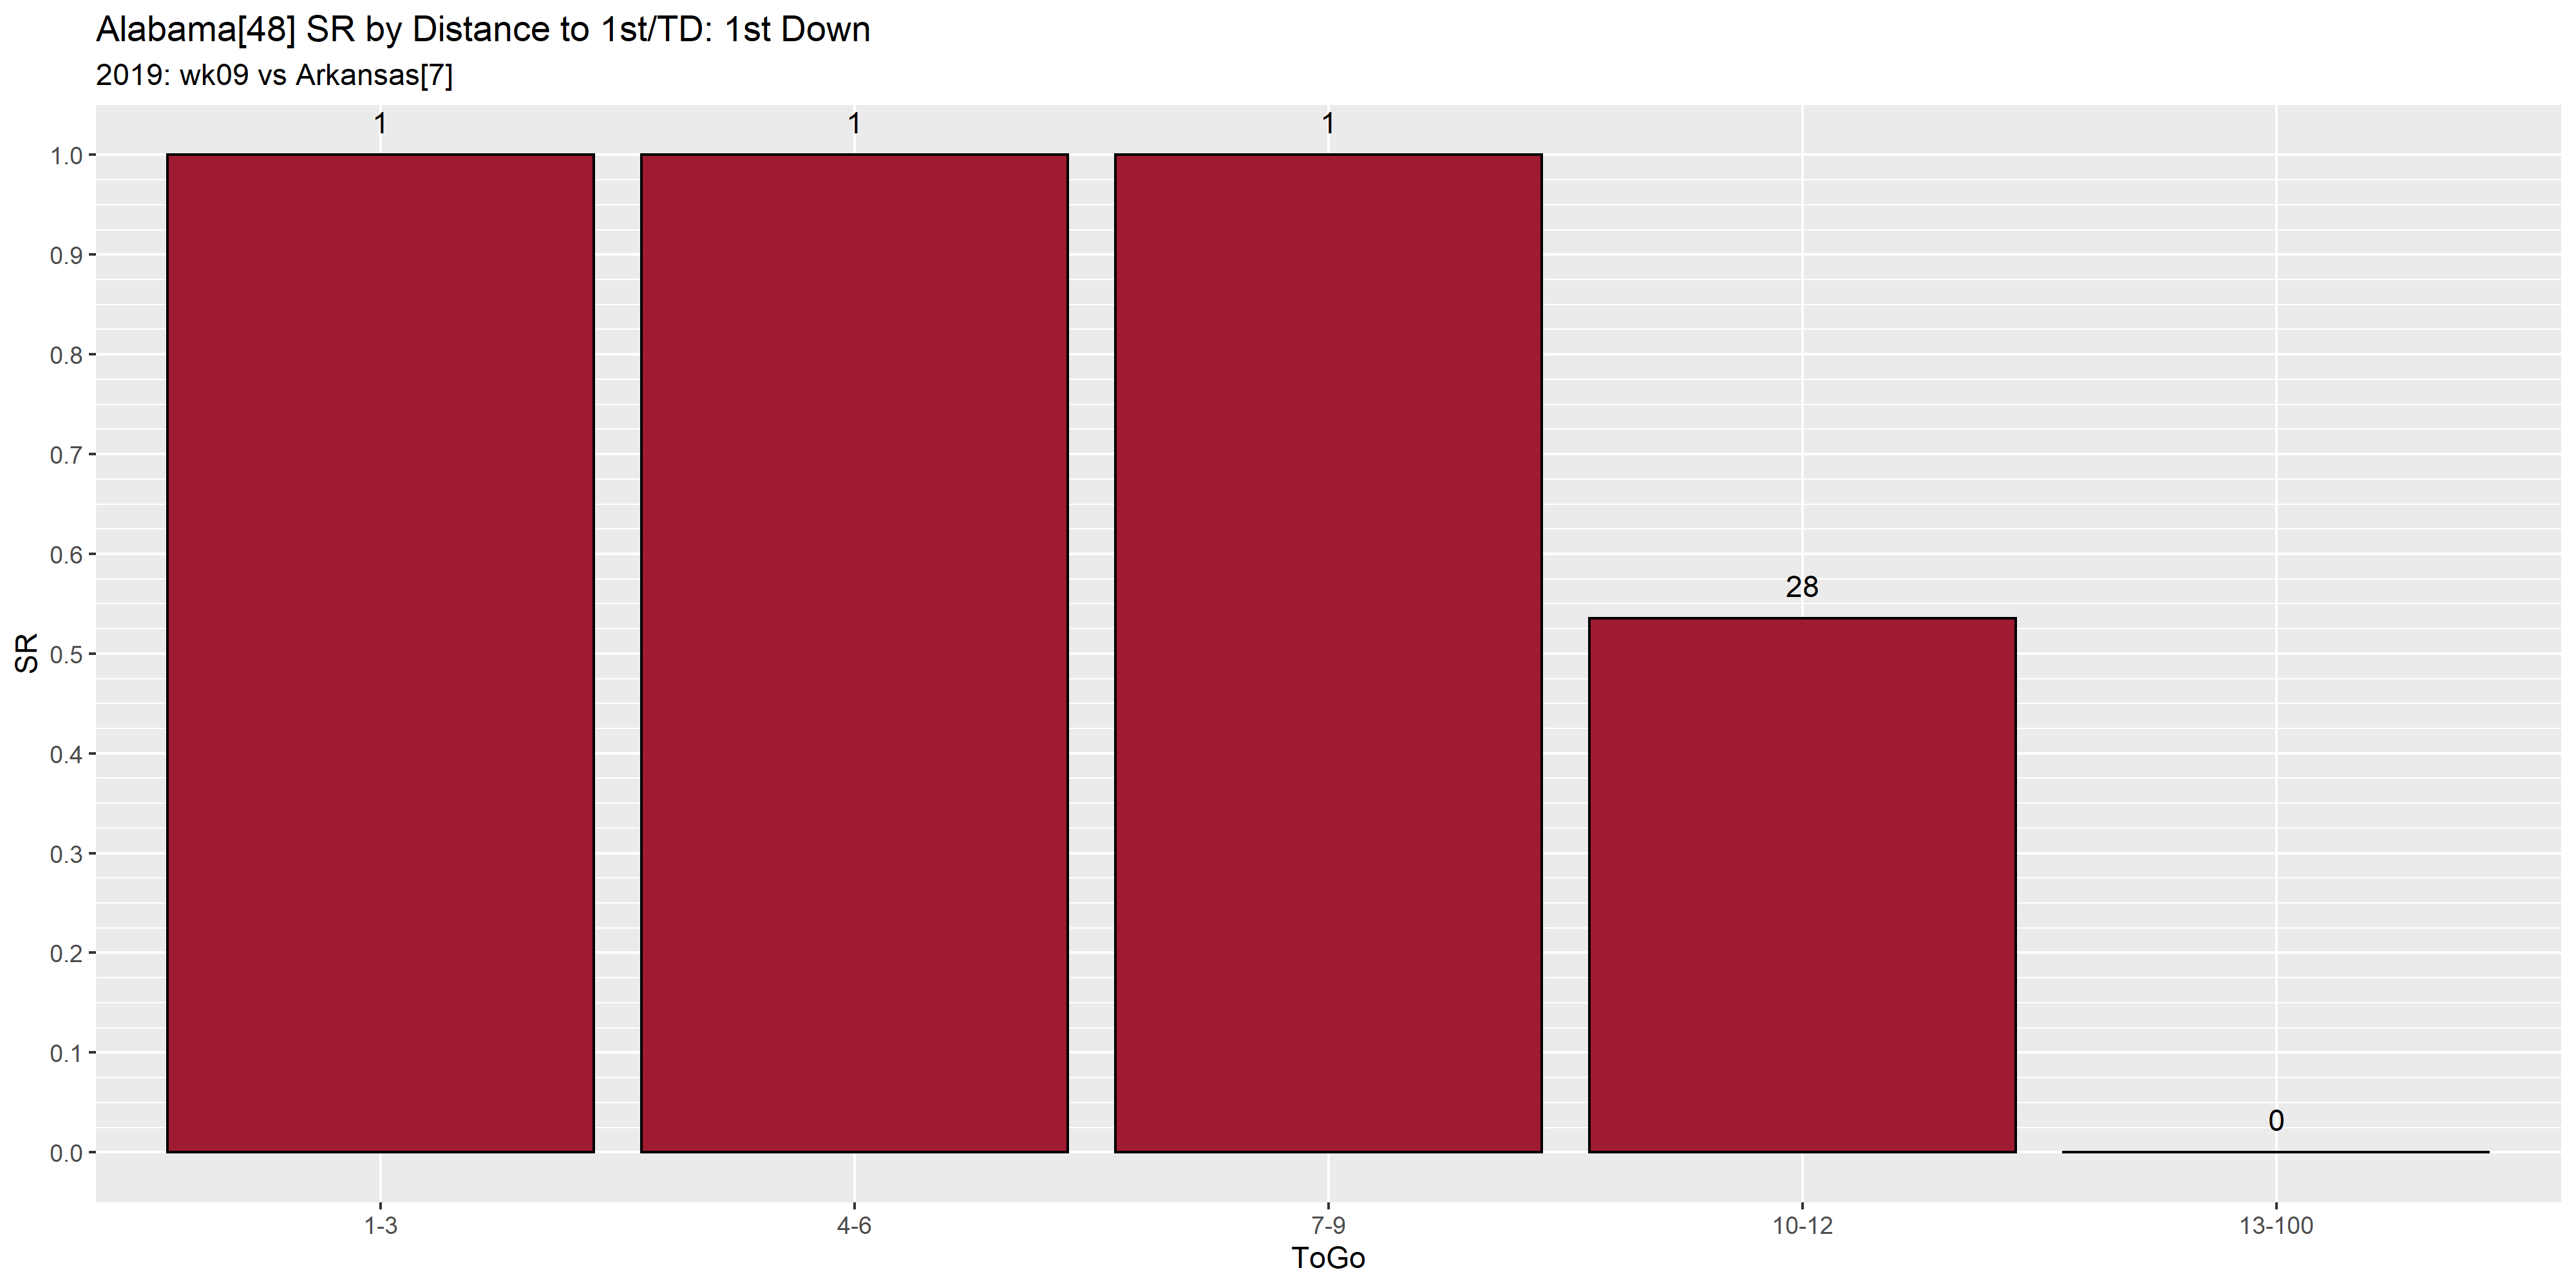 Alabama[48] SR by Distance to 1st/TD: 1st Down
2019: wk09 vs Arkansas[7]
1 1 1
1.0
0.9
0.8
0.7
0.6
28
SR
0.5
0.4
0.3
0.2
0.1
0
0.0
1-3 4-6 7-9 10-12 13-100
ToGo